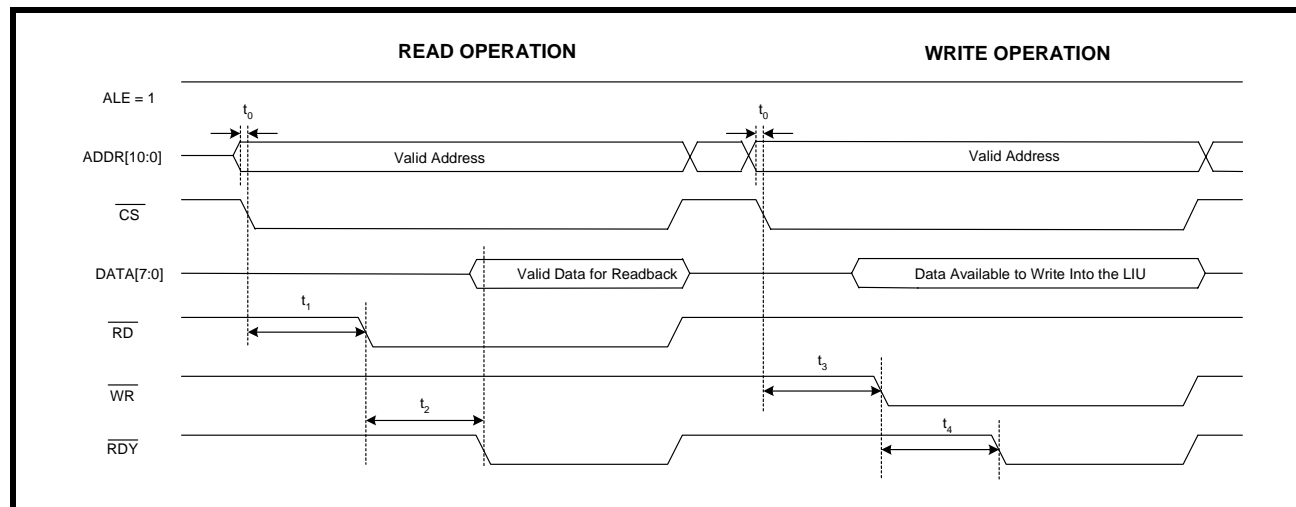 READ OPERATION WRITE OPERATION
ALE = 1
t0 t0
ADDR[10:0] Valid Address Valid Address
CS
DATA[7:0] Valid Data for Readback Data Available to Write Into the LIU
t1
RD
t3
WR
t2
t4
RDY